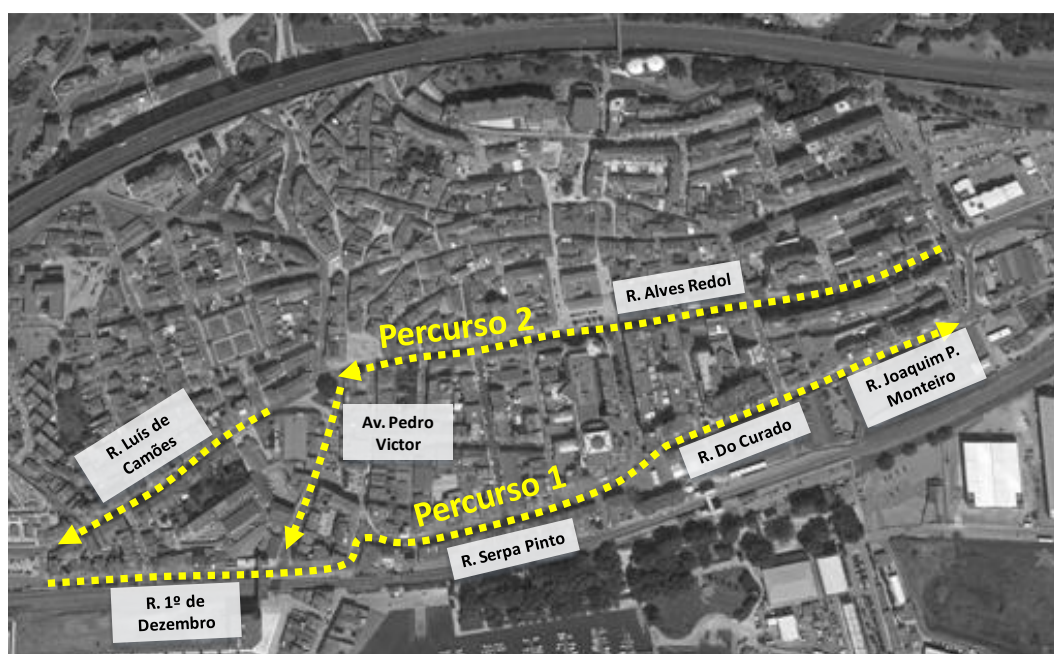 R. Alves Redol
Percurso 2
R. Joaquim P.
Monteiro
R. Luís de
Camões
Av. Pedro
Victor
R. Do Curado
Percurso 1
R. Serpa Pinto
R. 1º de
Dezembro